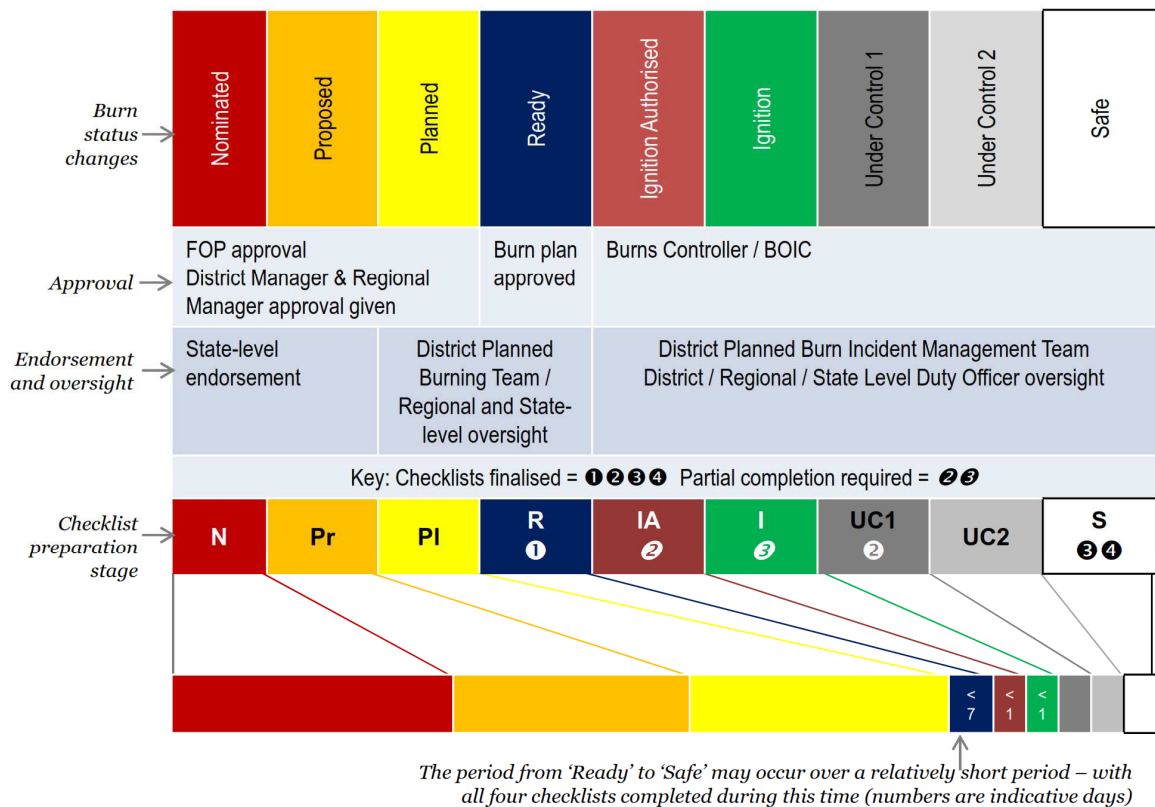 Burn
status
changes
Nominated
Proposed
Planned
Ready
Ignition Authorised
Ignition
Under Control 1
Under Control 2
Safe
Approval
FOP approval
District Manager & Regional
Manager approval given
Burn plan
approved
Burns Controller / BOIC
Endorsement
and oversight
State-level
endorsement
District Planned
Burning Team /
Regional and State-
level oversight
District Planned Burn Incident Management Team
District / Regional / State Level Duty Officer oversight
Key: Checklists finalised = ❶❷❸❹ Partial completion required = ❷❸
Checklist
preparation
stage
N
Pr
Pl
R
❶
IA
❷
I
❸
UC1
❷
UC2
S
❸❹
<
7
<
1
<
1
The period from ‘Ready’ to ‘Safe’ may occur over a relatively short period – with
all four checklists completed during this time (numbers are indicative days)